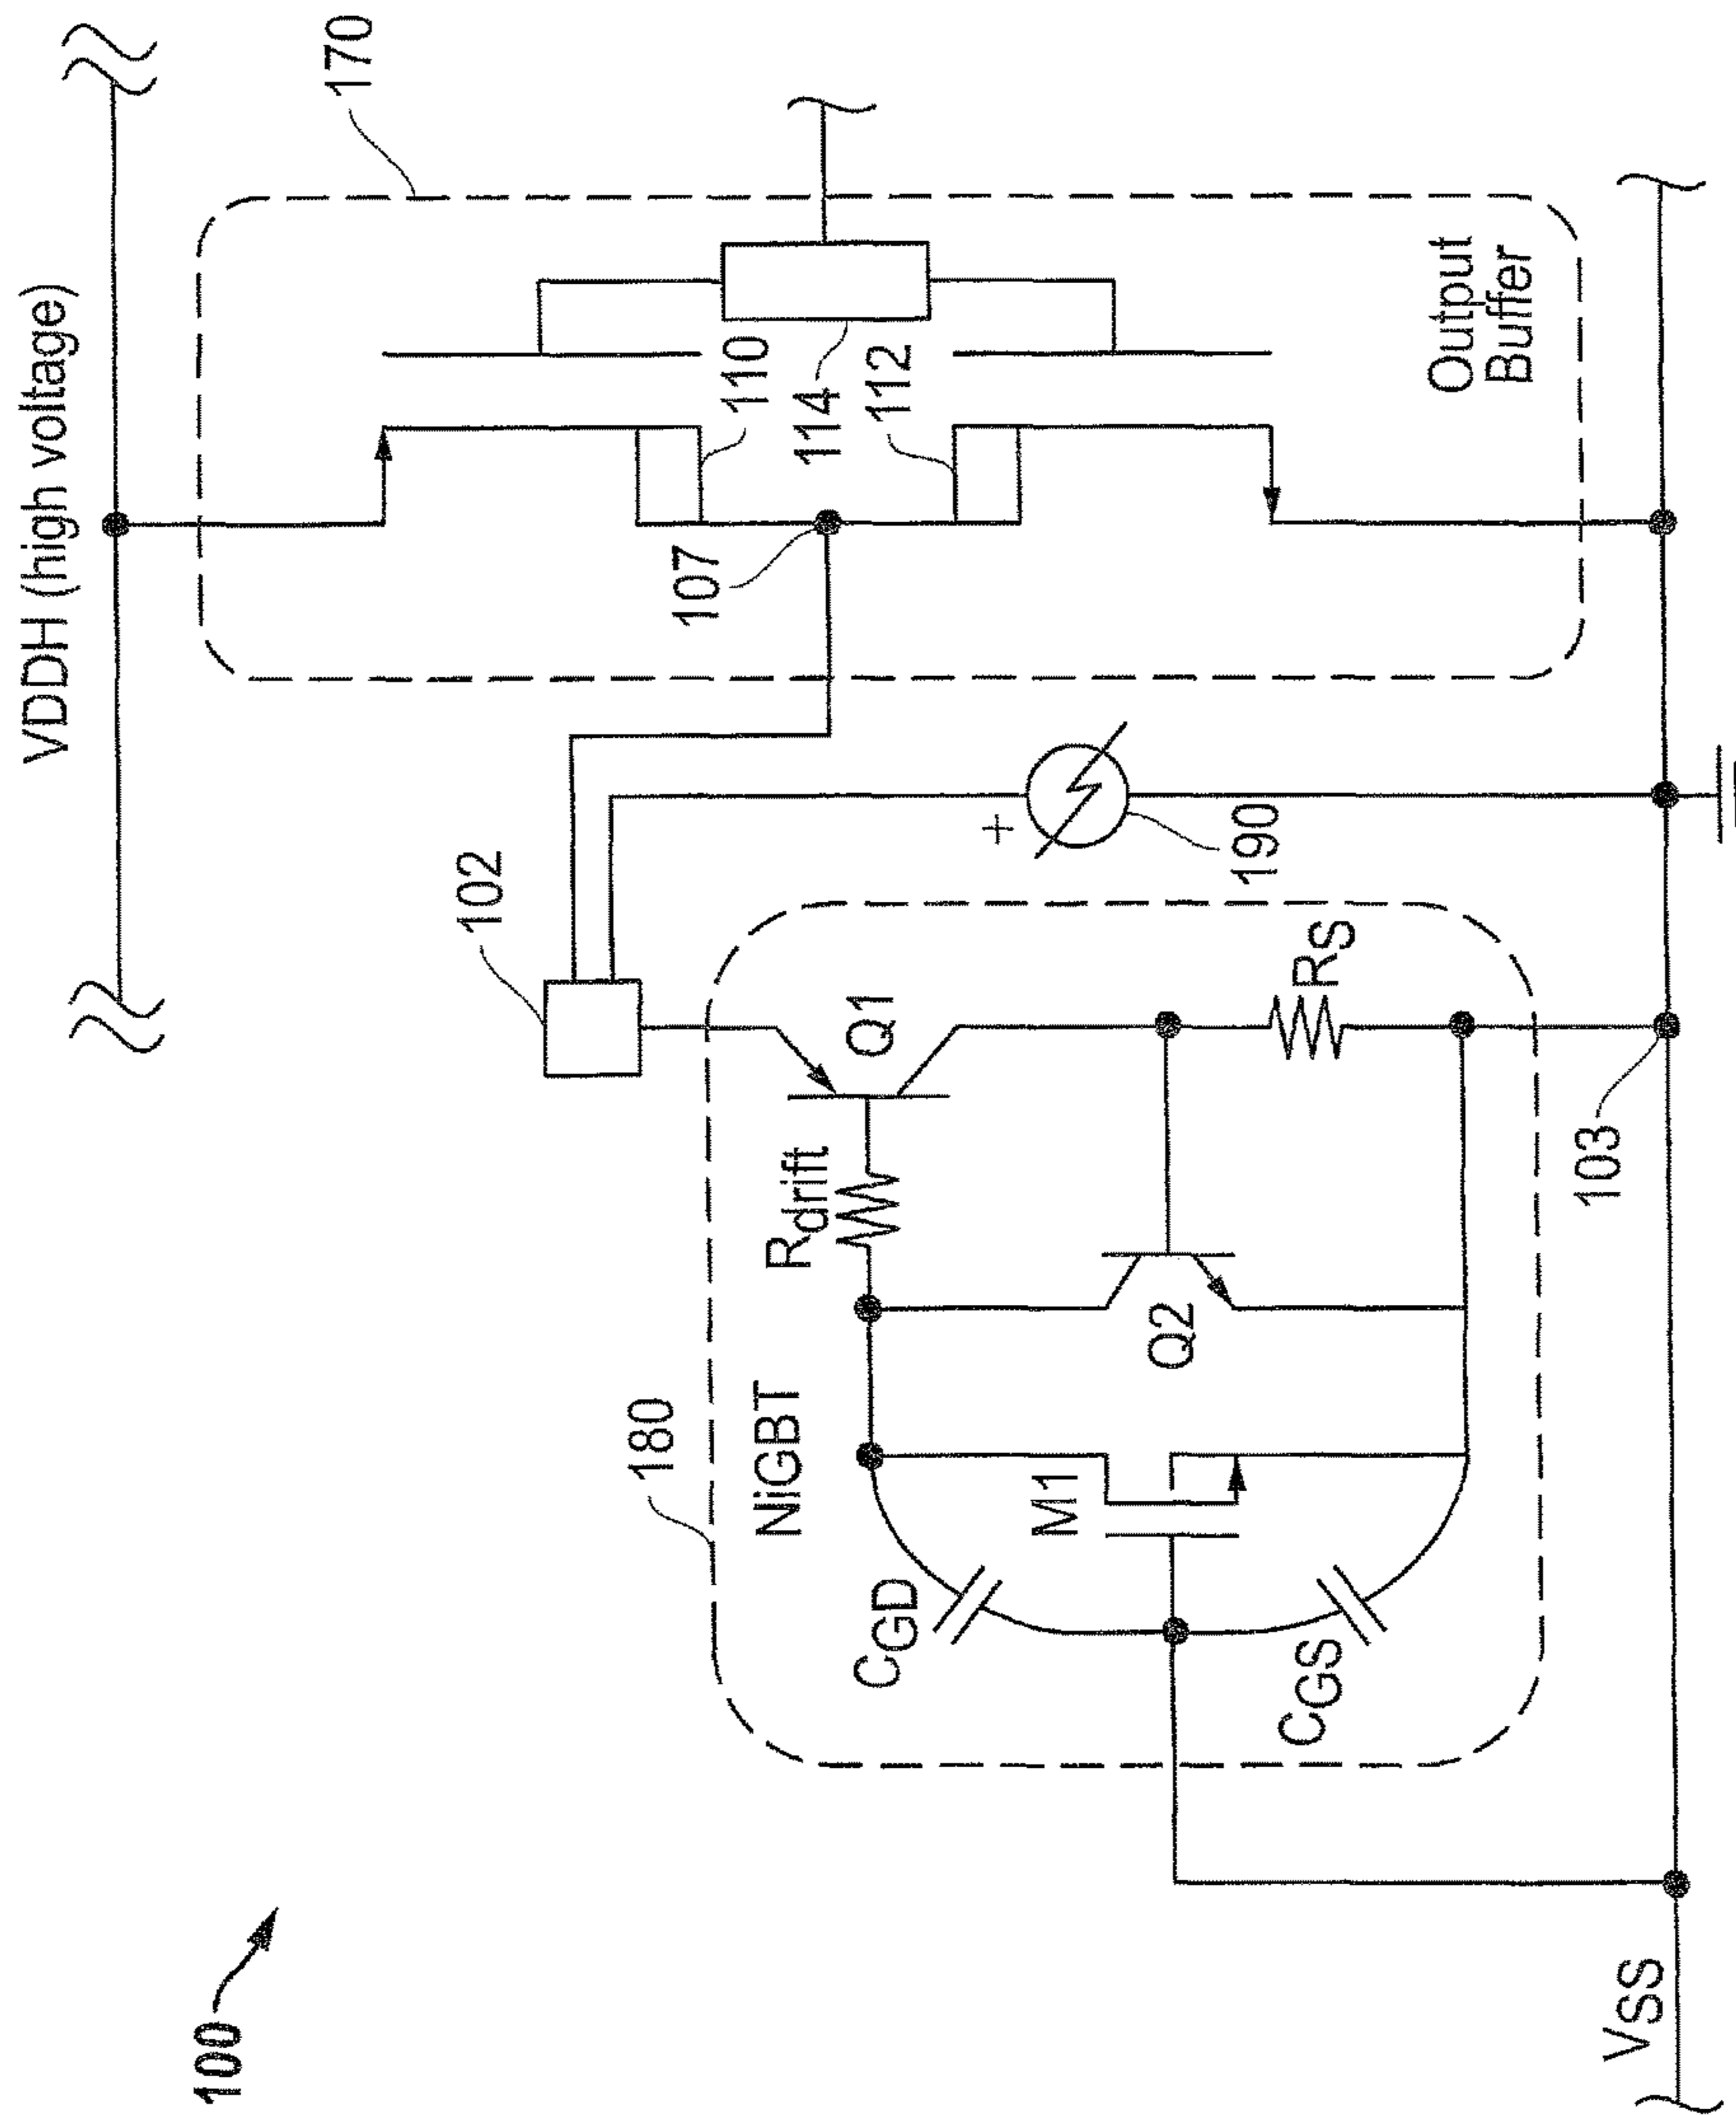 100
VDDH (high voltage)
170
102
107
110
114
112
Output
Buffer
190
180
NiGBT
Rdrift
Q1
Q2
M1
CGD
CGS
RS
+
103
VSS